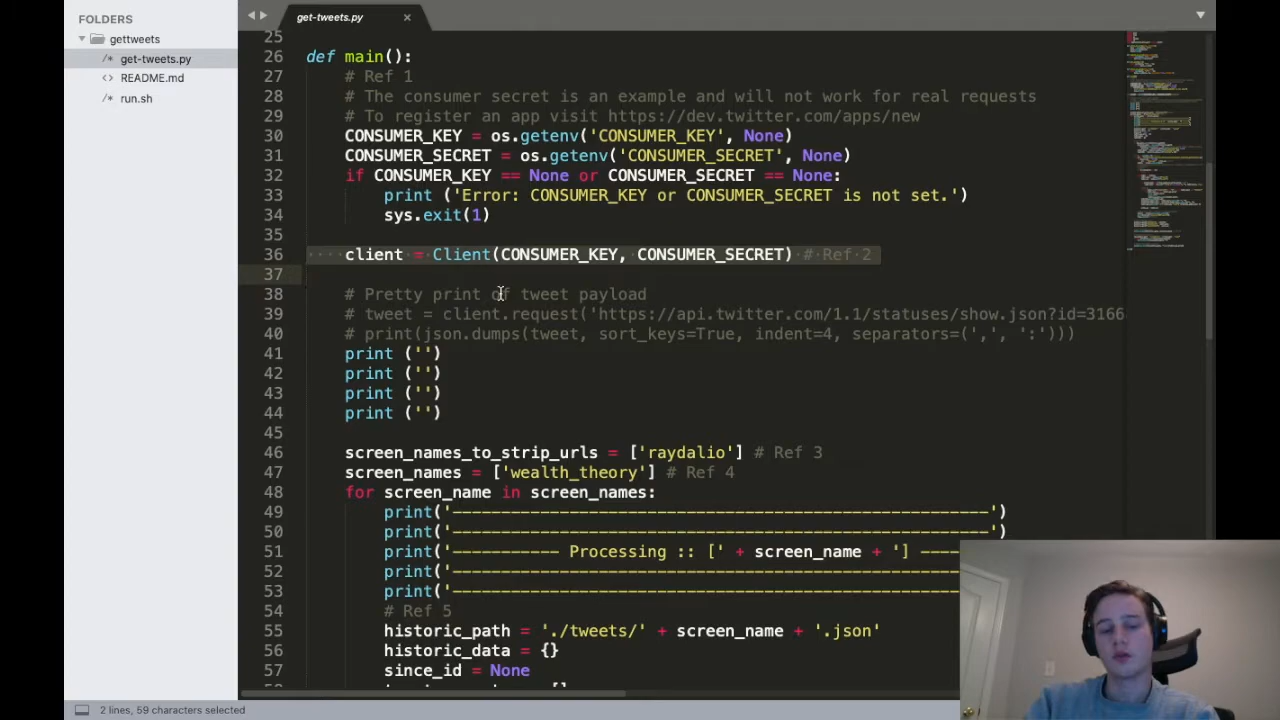 FOLDERS
gettweets
/* get-tweets.py
<> README.md
/* run.sh
get-tweets.py ×
25
26 def main():
27 # Ref 1
28 # The consumer secret is an example and will not work for real requests
29 # To register an app visit https://dev.twitter.com/apps/new
30 CONSUMER_KEY = os.getenv('CONSUMER_KEY', None)
31 CONSUMER_SECRET = os.getenv('CONSUMER_SECRET', None)
32 if CONSUMER_KEY == None or CONSUMER_SECRET == None:
33 print ('Error: CONSUMER_KEY or CONSUMER_SECRET is not set.')
34 sys.exit(1)
35
36 client = Client(CONSUMER_KEY, CONSUMER_SECRET) # Ref 2
37
38 # Pretty print of tweet payload
39 # tweet = client.request('https://api.twitter.com/1.1/statuses/show.json?id=3166
40 # print(json.dumps(tweet, sort_keys=True, indent=4, separators=(',', ':')))
41 print ('')
42 print ('')
43 print ('')
44 print ('')
45
46 screen_names_to_strip_urls = ['raydalio'] # Ref 3
47 screen_names = ['wealth_theory'] # Ref 4
48 for screen_name in screen_names:
49 print('-------------------------------------------------------')
50 print('-------------------------------------------------------')
51 print('----------- Processing :: [' + screen_name + '] ----
52 print('----------------------------------------------------
53 print('----------------------------------------------------
54 # Ref 5
55 historic_path = './tweets/' + screen_name + '.json'
56 historic_data = {}
57 since_id = None
2 lines, 59 characters selected